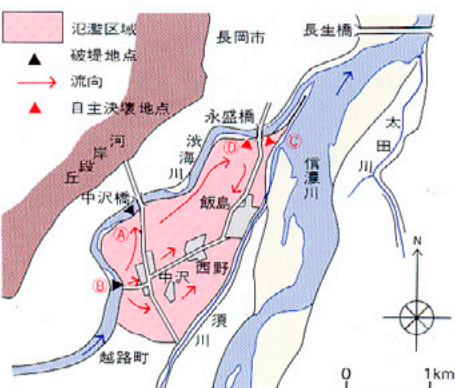 氾濫区域
破堤地点
流向
自主決壊地点
長岡市
長生橋
永盛橋
渋海川
Ⓓ
Ⓒ
太田川
信濃川
河岸段丘
中沢橋
飯島
Ⓐ
西野
中沢
Ⓑ
須川
越路町
N
0 1km